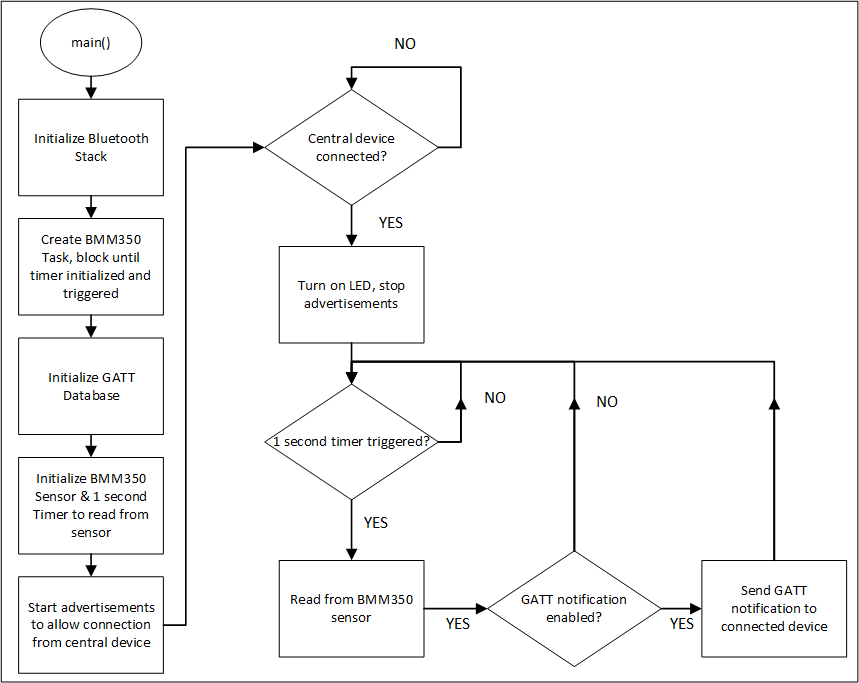 main()
Initialize Bluetooth
Stack
Create BMM350
Task, block until
timer initialized and
triggered
Initialize GATT
Database
Initialize BMM350
Sensor & 1 second
Timer to read from
sensor
Start advertisements
to allow connection
from central device
NO
Central device
connected?
YES
Turn on LED, stop
advertisements
1 second timer triggered?
NO
YES
Read from BMM350
sensor
YES
GATT notification
enabled?
NO
YES
Send GATT
notification to
connected device